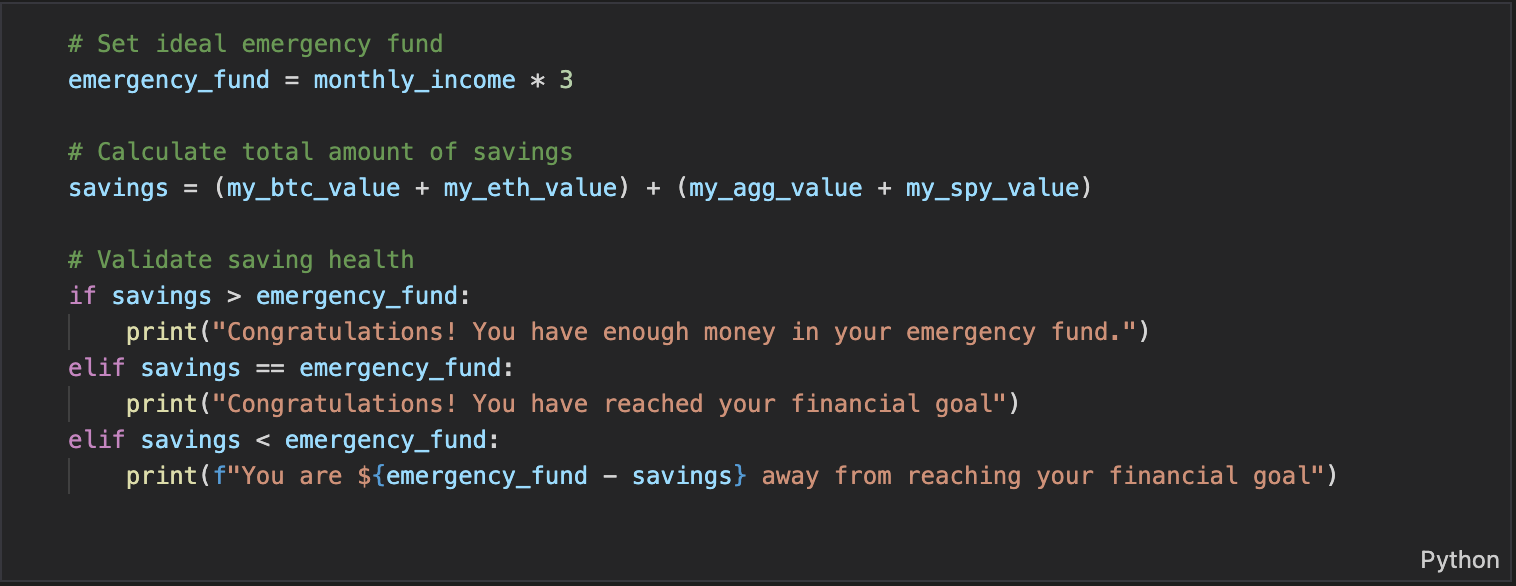 # Set ideal emergency fund
emergency_fund = monthly_income * 3
# Calculate total amount of savings
savings = (my_btc_value + my_eth_value) + (my_agg_value + my_spy_value)
# Validate saving health
if savings > emergency_fund:
    print("Congratulations! You have enough money in your emergency fund.")
elif savings == emergency_fund:
    print("Congratulations! You have reached your financial goal")
elif savings < emergency_fund:
    print(f"You are ${emergency_fund - savings} away from reaching your financial goal")
Python